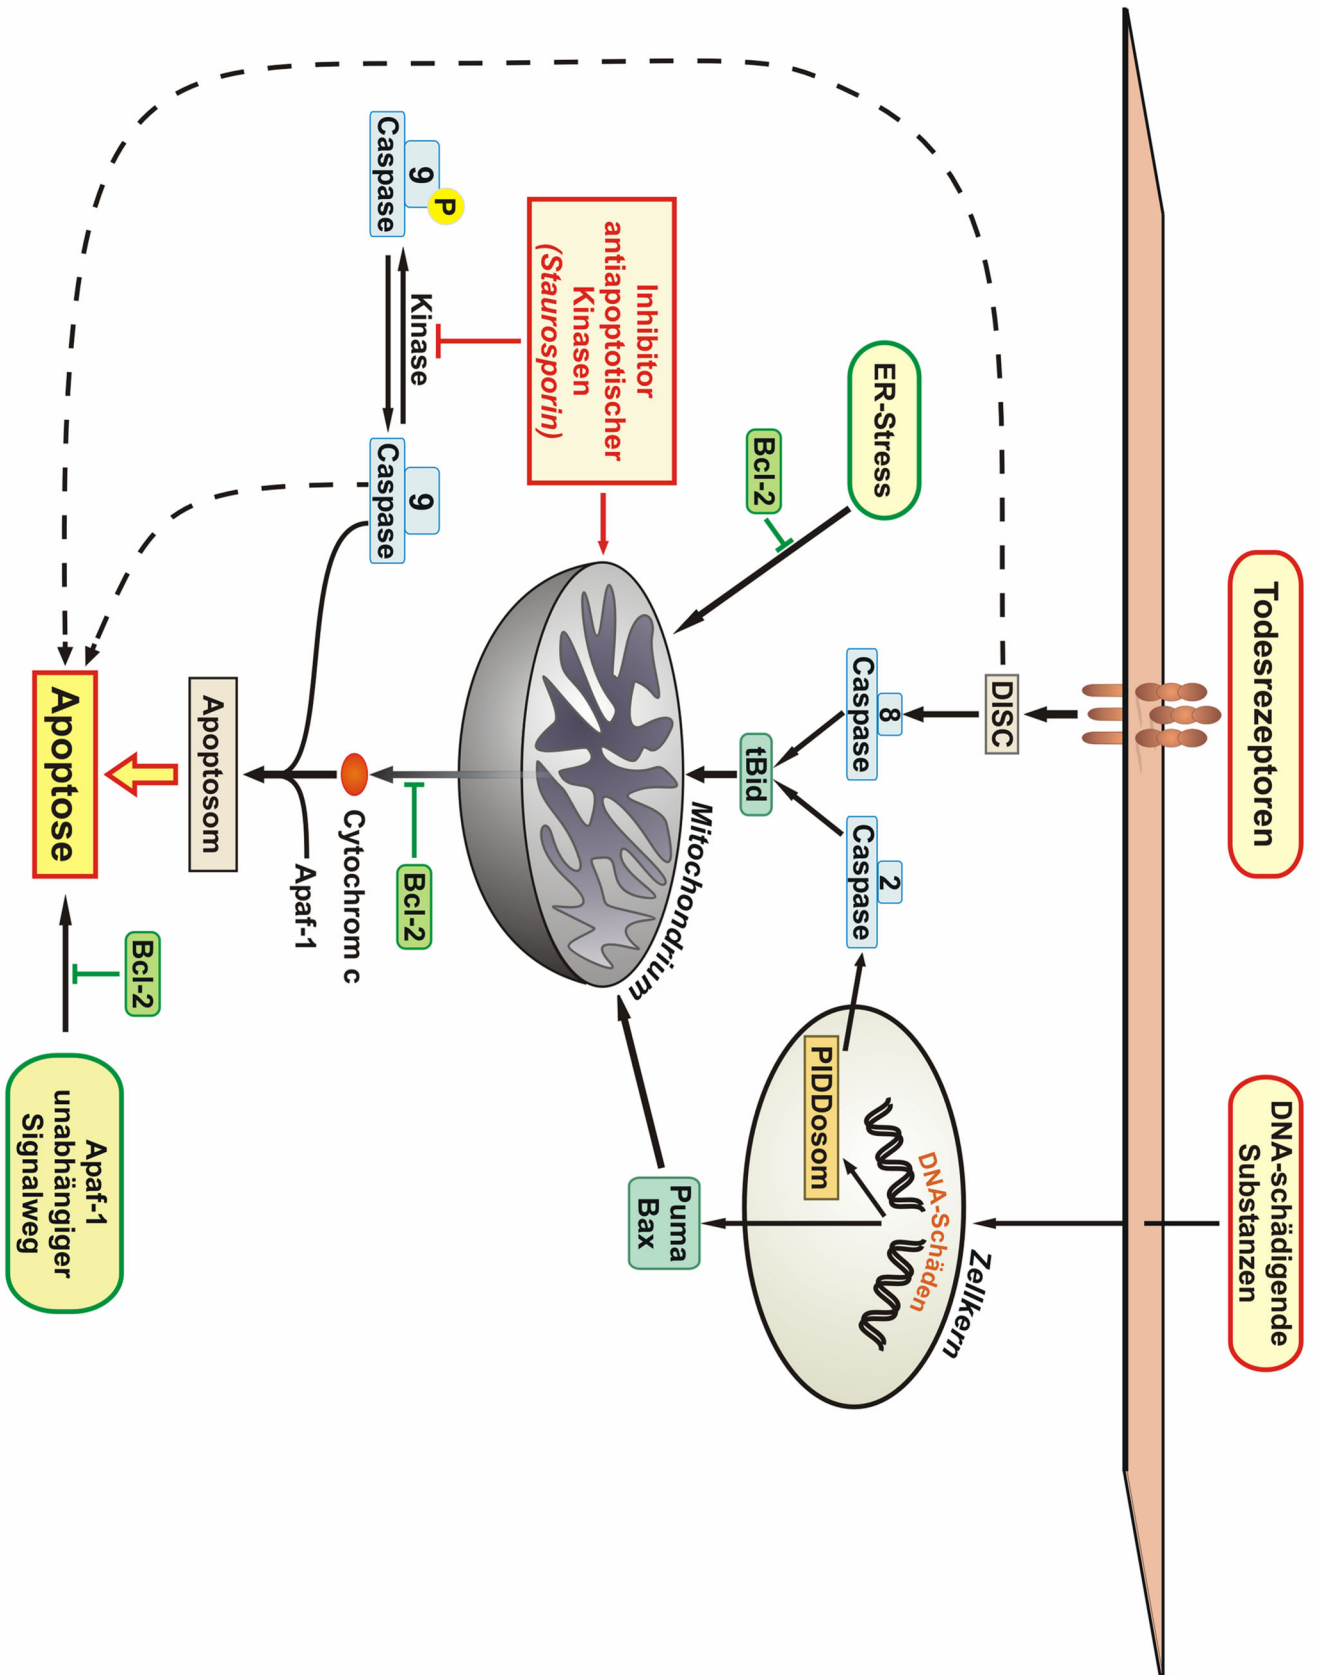 Todesrezeptoren
DNA-schädigende
Substanzen
DISC
Zellkern
DNA-Schäden
PIDDosom
ER-Stress
Bcl-2
8
Caspase
2
Caspase
tBid
Puma
Bax
Mitochondrium
Inhibitor
antiapoptotischer
Kinasen
(Staurosporin)
P
9
Caspase
Kinase
9
Caspase
Bcl-2
Cytochrom c
Apaf-1
Apoptosom
Bcl-2
Apoptose
Apaf-1
unabhängiger
Signalweg